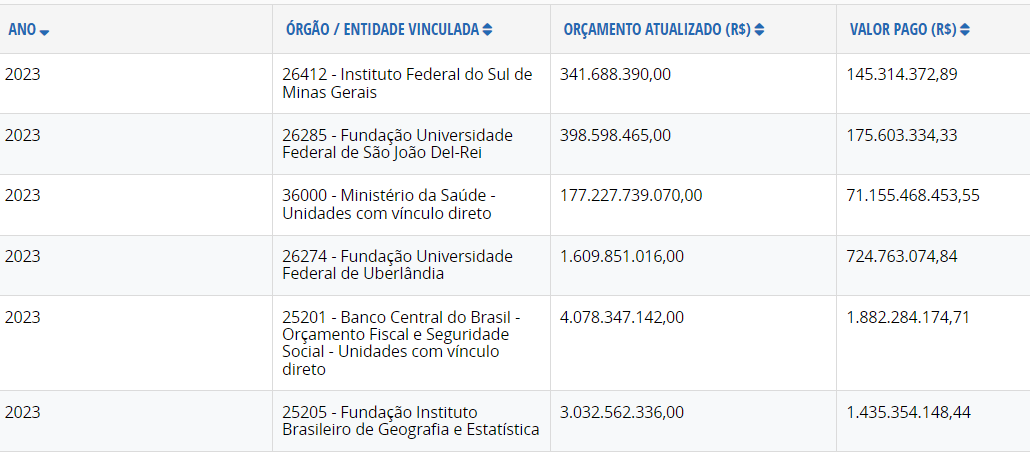 ANO ÓRGÃO / ENTIDADE VINCULADA ORÇAMENTO ATUALIZADO (R$) VALOR PAGO (R$)
2023 26412 - Instituto Federal do Sul de 341.688.390,00 145.314.372,89
Minas Gerais
2023 26285 - Fundação Universidade 398.598.465,00 175.603.334,33
Federal de São João Del-Rei
2023 36000 - Ministério da Saúde - 177.227.739.070,00 71.155.468.453,55
Unidades com vínculo direto
2023 26274 - Fundação Universidade 1.609.851.016,00 724.763.074,84
Federal de Uberlândia
2023 25201 - Banco Central do Brasil - 4.078.347.142,00 1.882.284.174,71
Orçamento Fiscal e Seguridade
Social - Unidades com vínculo
direto
2023 25205 - Fundação Instituto 3.032.562.336,00 1.435.354.148,44
Brasileiro de Geografia e Estatística